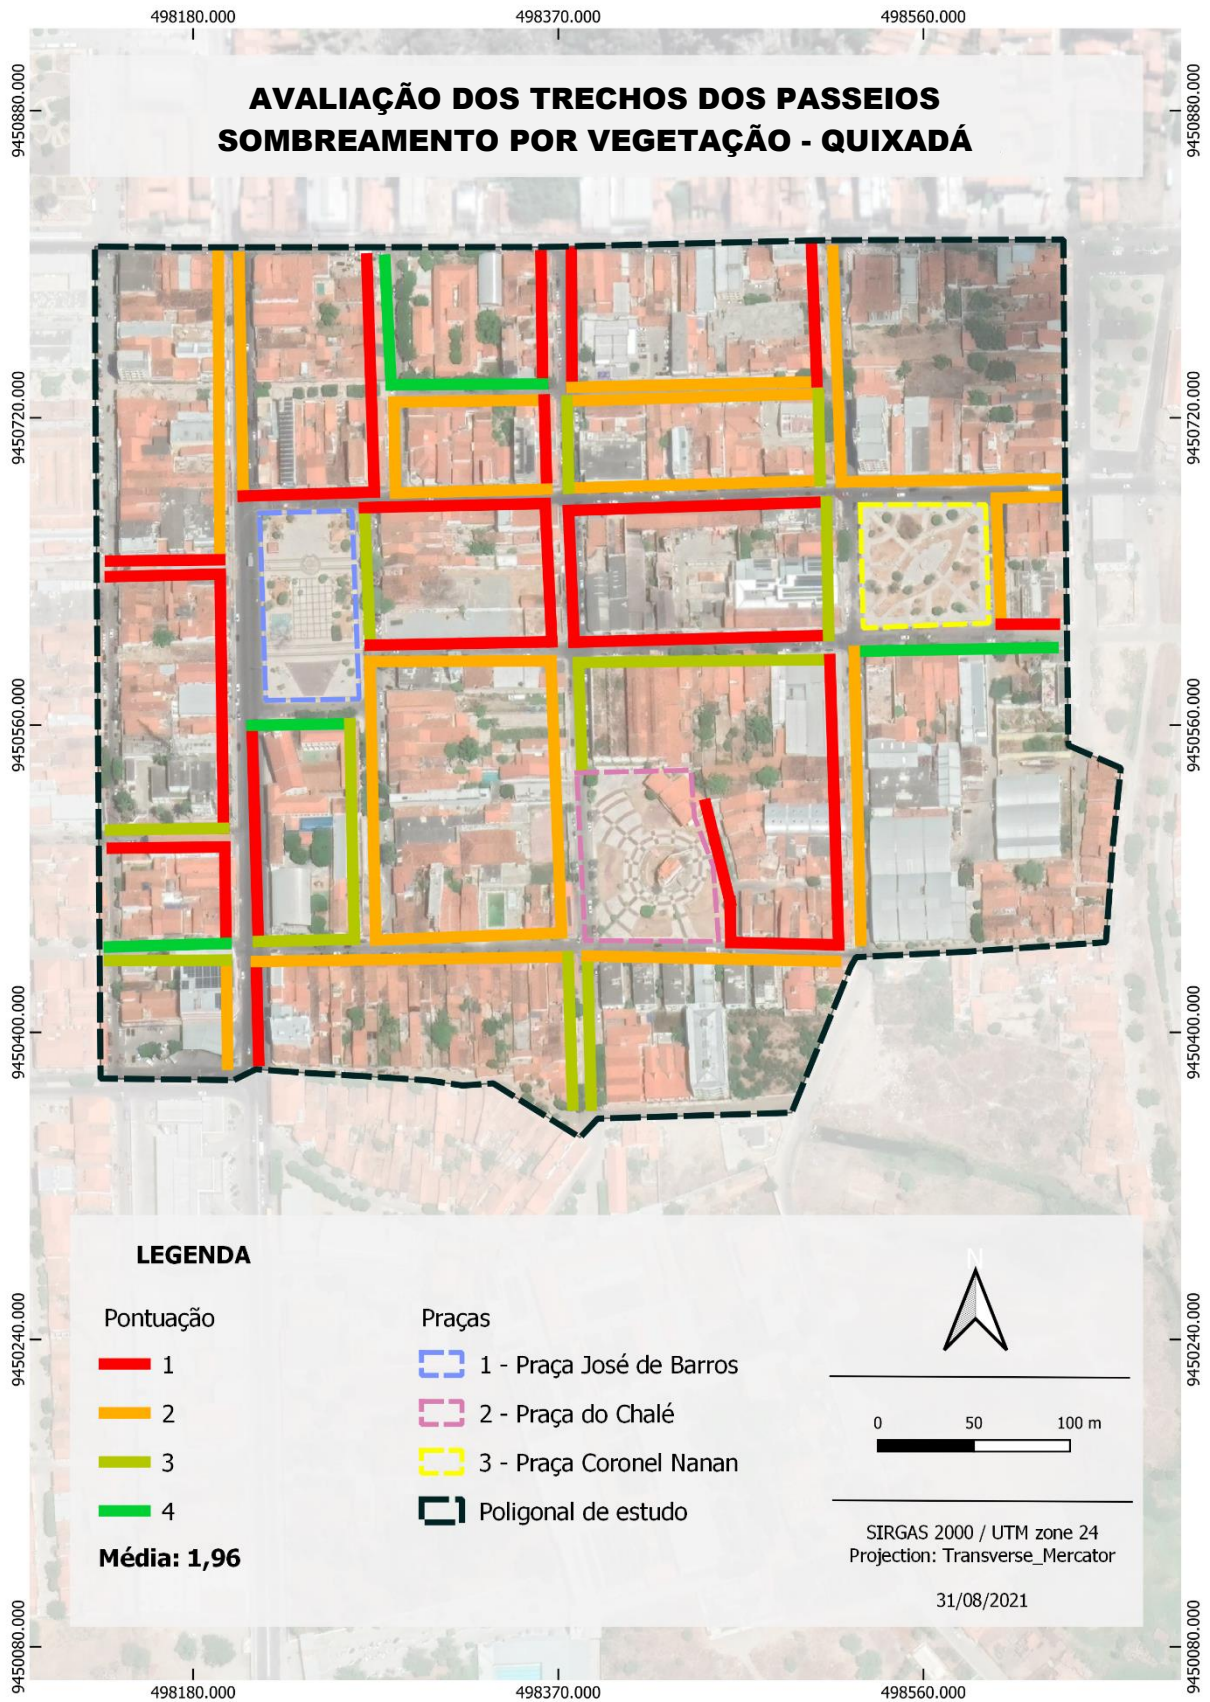 498180.000 498370.000 498560.000
9450880.000 9450880.000
AVALIAÇÃO DOS TRECHOS DOS PASSEIOS
SOMBREAMENTO POR VEGETAÇÃO - QUIXADÁ
9450720.000 9450720.000
9450560.000 9450560.000
9450400.000 9450400.000
LEGENDA
Pontuação
1
2
3
4
Média: 1,96
Praças
1 - Praça José de Barros
2 - Praça do Chalé
3 - Praça Coronel Nanan
Poligonal de estudo
N
0 50 100 m
SIRGAS 2000 / UTM zone 24
Projection: Transverse_Mercator
31/08/2021
9450240.000 9450240.000
9450080.000 9450080.000
498180.000 498370.000 498560.000